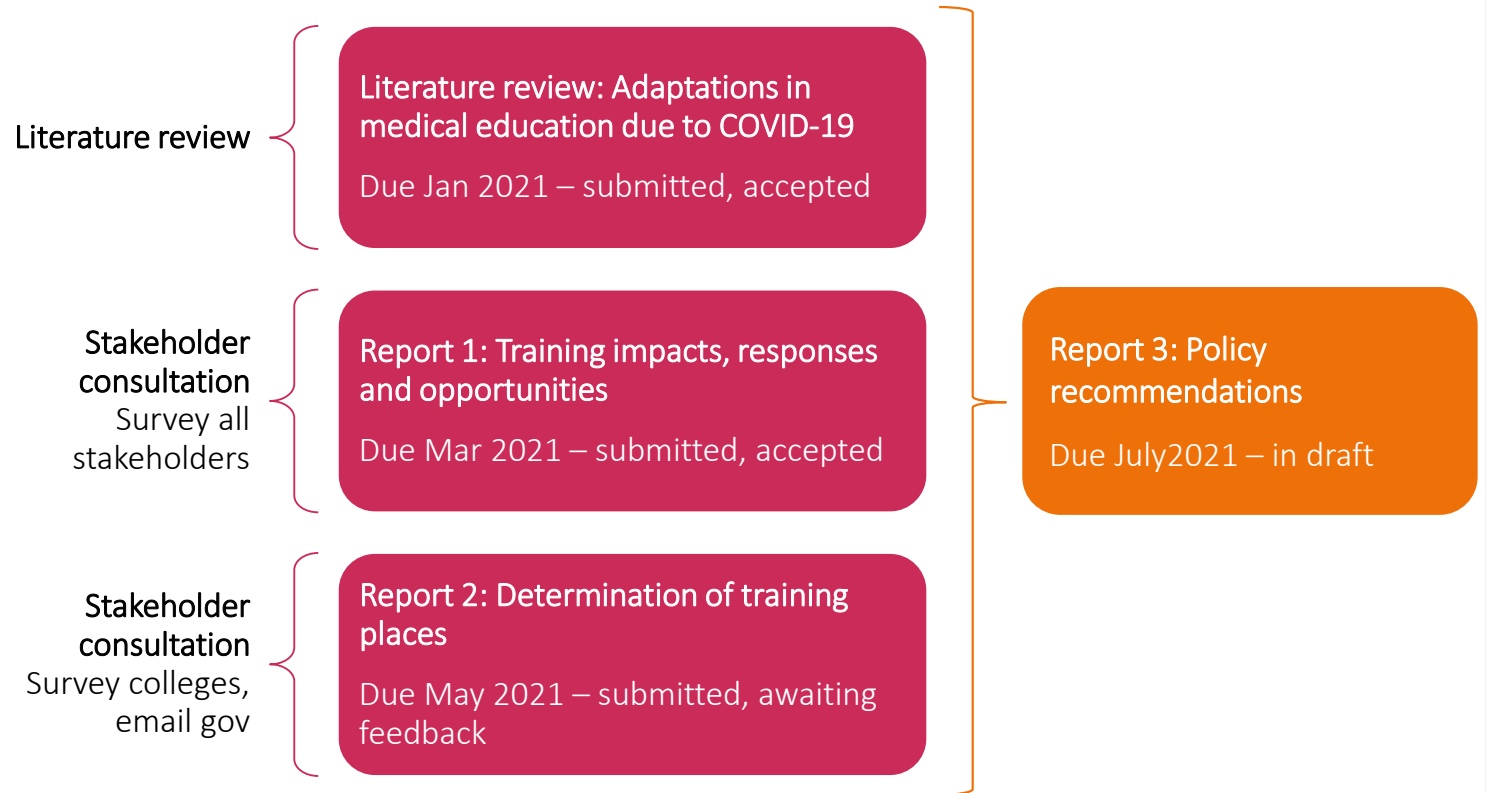 Literature review
Literature review: Adaptations in
medical education due to COVID-19
Due Jan 2021 – submitted, accepted
Stakeholder
consultation
Survey all
stakeholders
Report 1: Training impacts, responses
and opportunities
Due Mar 2021 – submitted, accepted
Stakeholder
consultation
Survey colleges,
email gov
Report 2: Determination of training
places
Due May 2021 – submitted, awaiting
feedback
Report 3: Policy
recommendations
Due July2021 – in draft